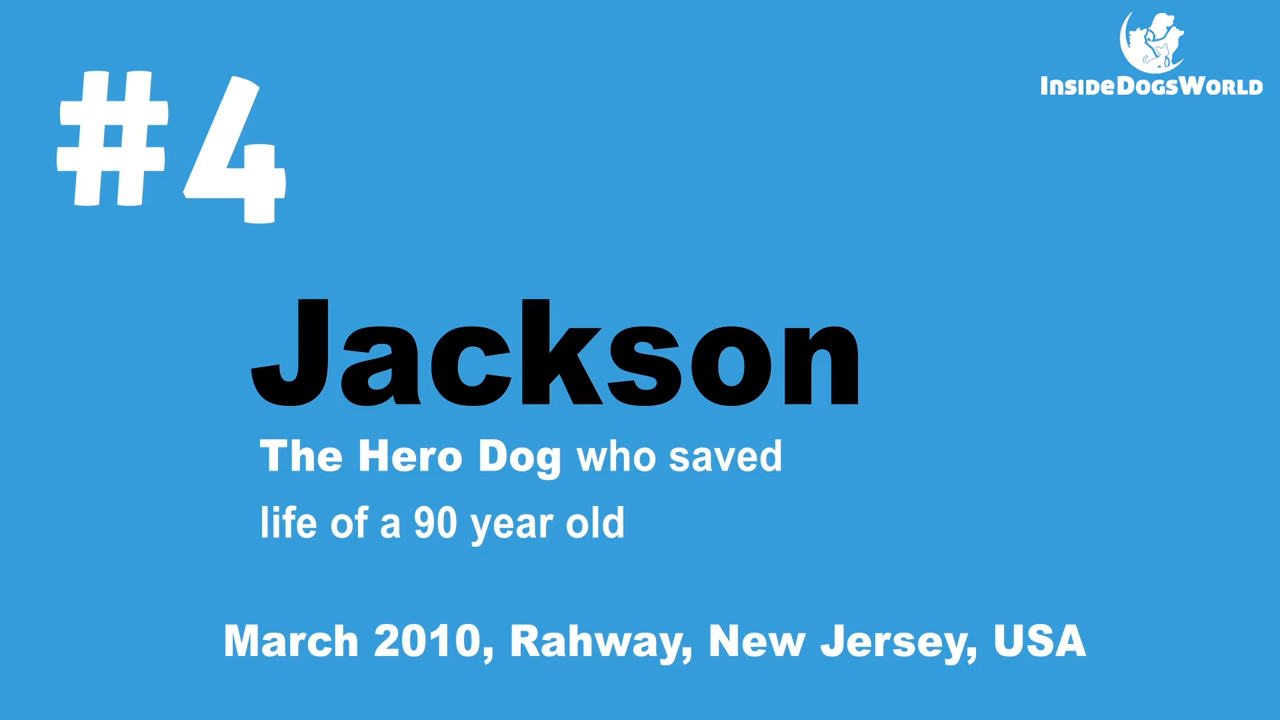 #4
InsideDogsWorld
Jackson
The Hero Dog who saved
life of a 90 year old
March 2010, Rahway, New Jersey, USA